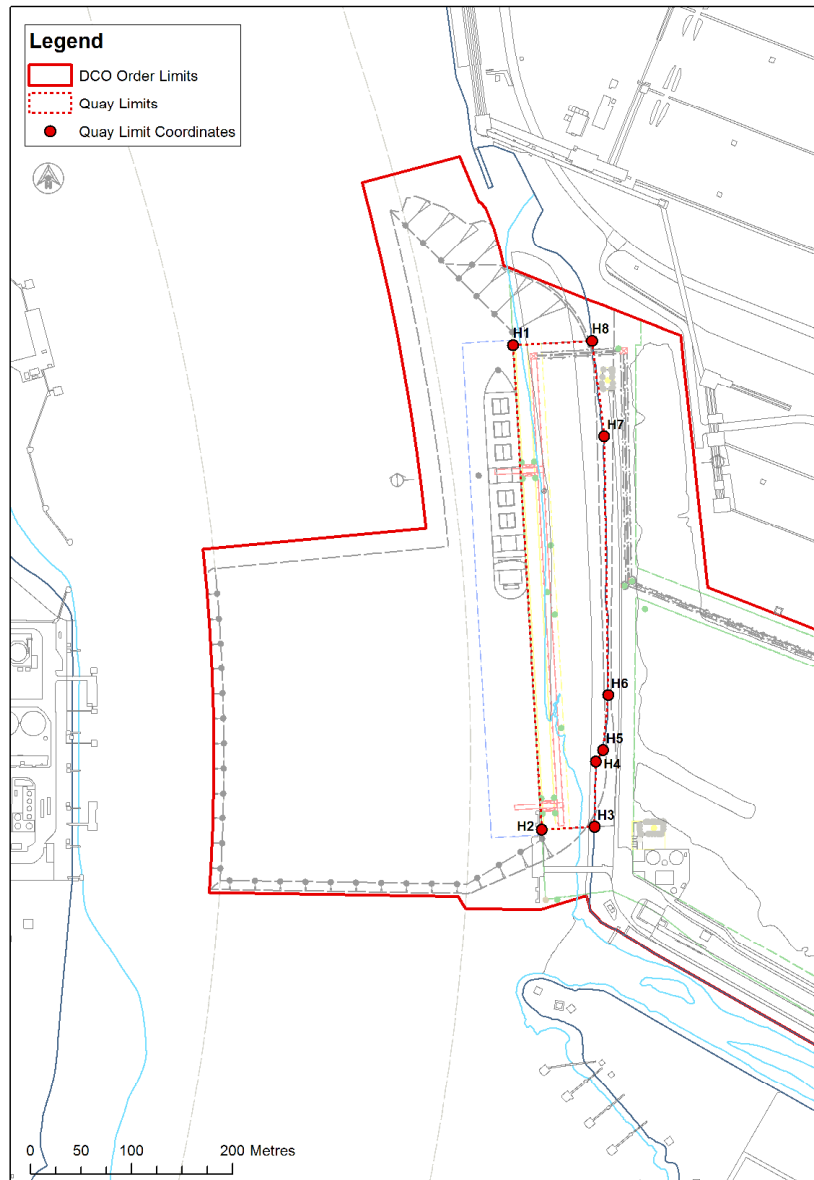 Legend
DCO Order Limits
Quay Limits
Quay Limit Coordinates
H1
H8
H7
H6
H5
H4
H3
H2
0 50 100 200 Metres